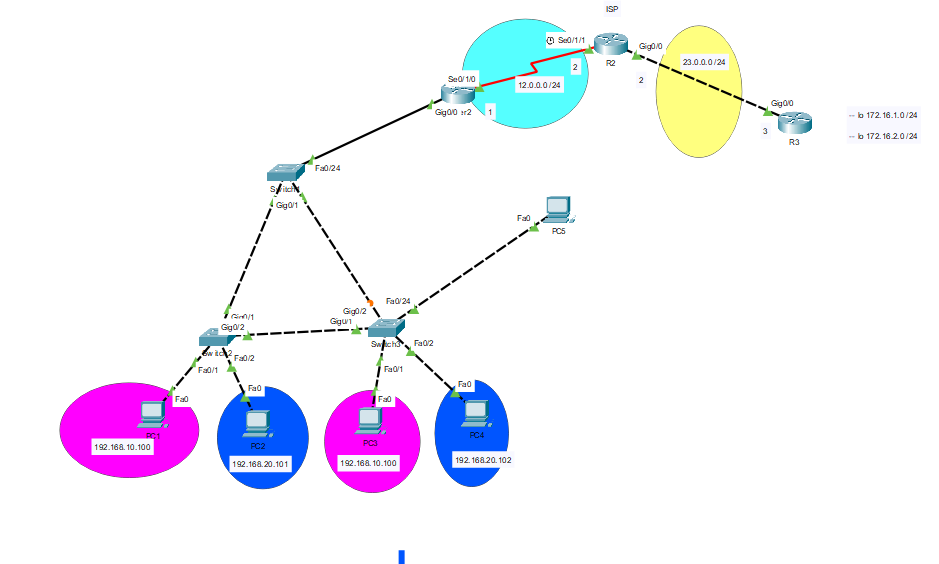 ISP
Se0/1/1
R2
Gig0/0
2
2
23.0.0.0 /24
12.0.0.0 /24
Se0/1/0
Gig0/0
1
Gig0/0
3
R3
-- lo 172.16.1.0 /24
-- lo 172.16.2.0 /24
Fa0/24
Gig0/1
Fa0
PC5
Fa0/24
Gig0/2
Gig0/1
Gig0/1
Gig0/2
Switch3
Fa0/1
Fa0/2
Fa0/1
Fa0/2
Fa0
Fa0
Fa0
Fa0
PC1
PC2
PC3
PC4
192.168.10.100
192.168.20.101
192.168.10.100
192.168.20.102